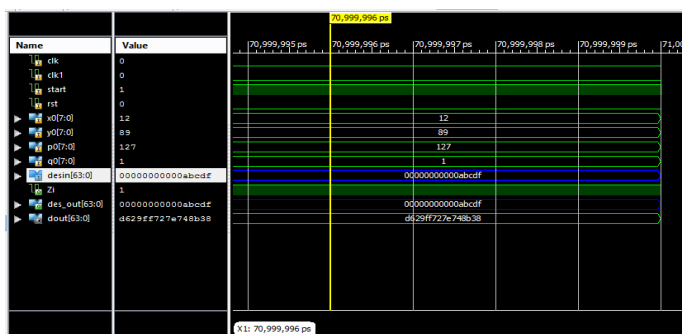 70,999,996 ps
Name Value 70,999,995 ps 70,999,996 ps 70,999,997 ps 70,999,998 ps 70,999,999 ps 71,00
clk 0
clk1 0
start 1
rst 0
x0[7:0] 12 12
y0[7:0] 89 89
p0[7:0] 127 127
q0[7:0] 1 1
desin[63:0] 00000000000abcdf 00000000000abcdf
Zi 1
des_out[63:0] 00000000000abcdf 00000000000abcdf
dout[63:0] d629ff727e748b38 d629ff727e748b38
X1: 70,999,996 ps